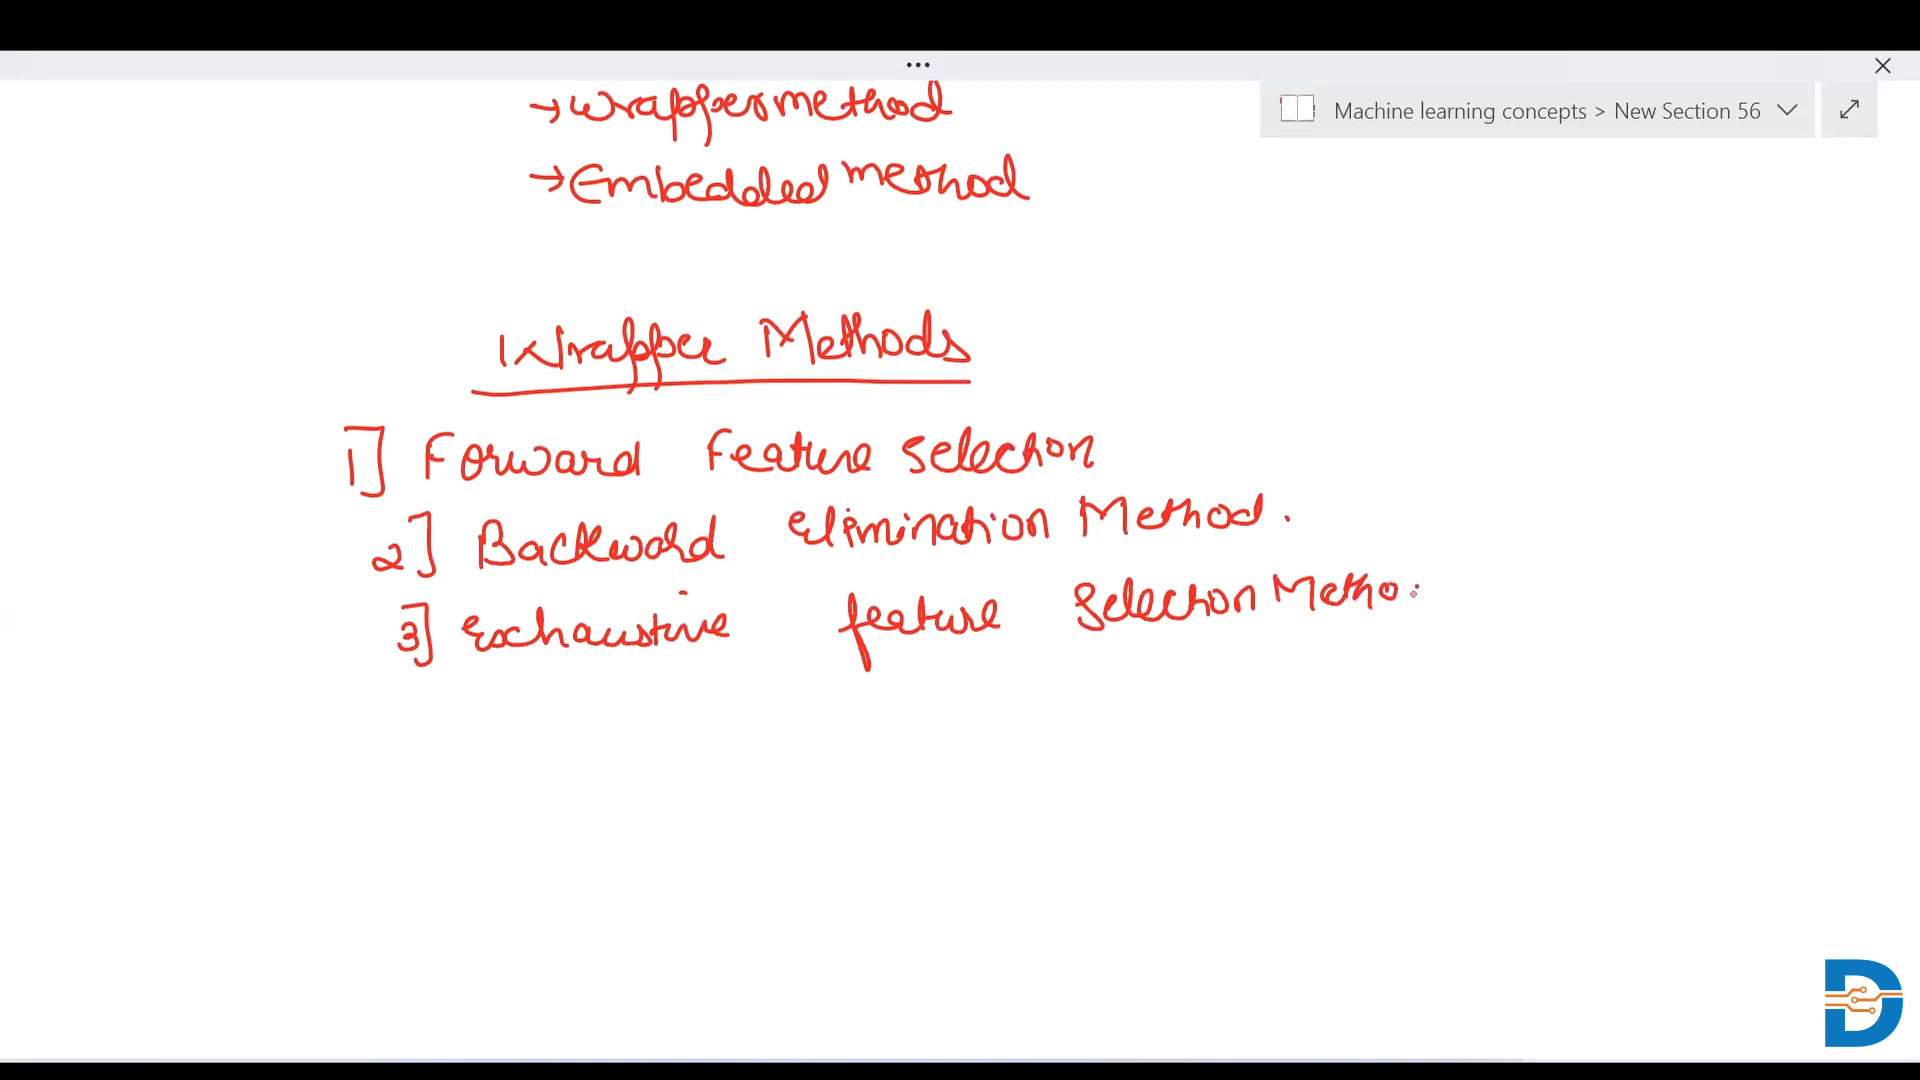 → wrapper method
Machine learning concepts > New Section 56
→ Embedded method
Wrapper Methods
1] Forward Feature Selection
2] Backward Elimination Method.
3] Exhaustive feature Selection Metho